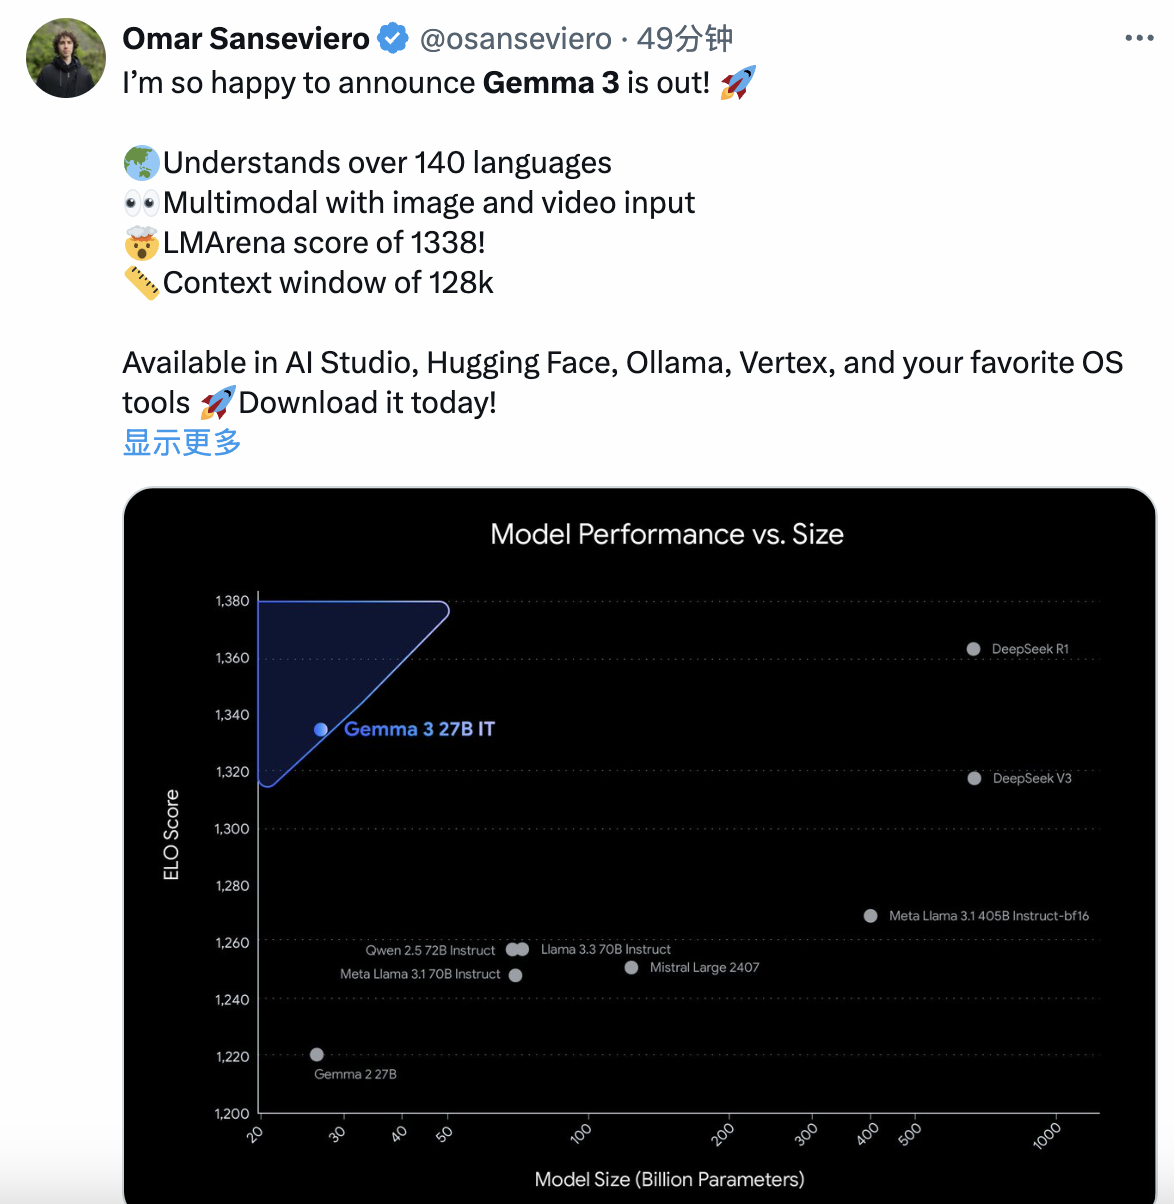 Omar Sanseviero @osanseviero · 49分钟
I’m so happy to announce Gemma 3 is out! 🚀
🌏Understands over 140 languages
👀Multimodal with image and video input
🤯LMArena score of 1338!
📏Context window of 128k
Available in AI Studio, Hugging Face, Ollama, Vertex, and your favorite OS
tools 🚀Download it today!
显示更多
Model Performance vs. Size
1,380
1,360
DeepSeek R1
1,340
Gemma 3 27B IT
1,320
DeepSeek V3
1,300
ELO Score
1,280
Meta Llama 3.1 405B Instruct-bf16
1,260
Qwen 2.5 72B Instruct
Llama 3.3 70B Instruct
Meta Llama 3.1 70B Instruct
Mistral Large 2407
1,240
1,220
Gemma 2 27B
1,200
20 30 40 50 100 200 300 400 500 1000
Model Size (Billion Parameters)